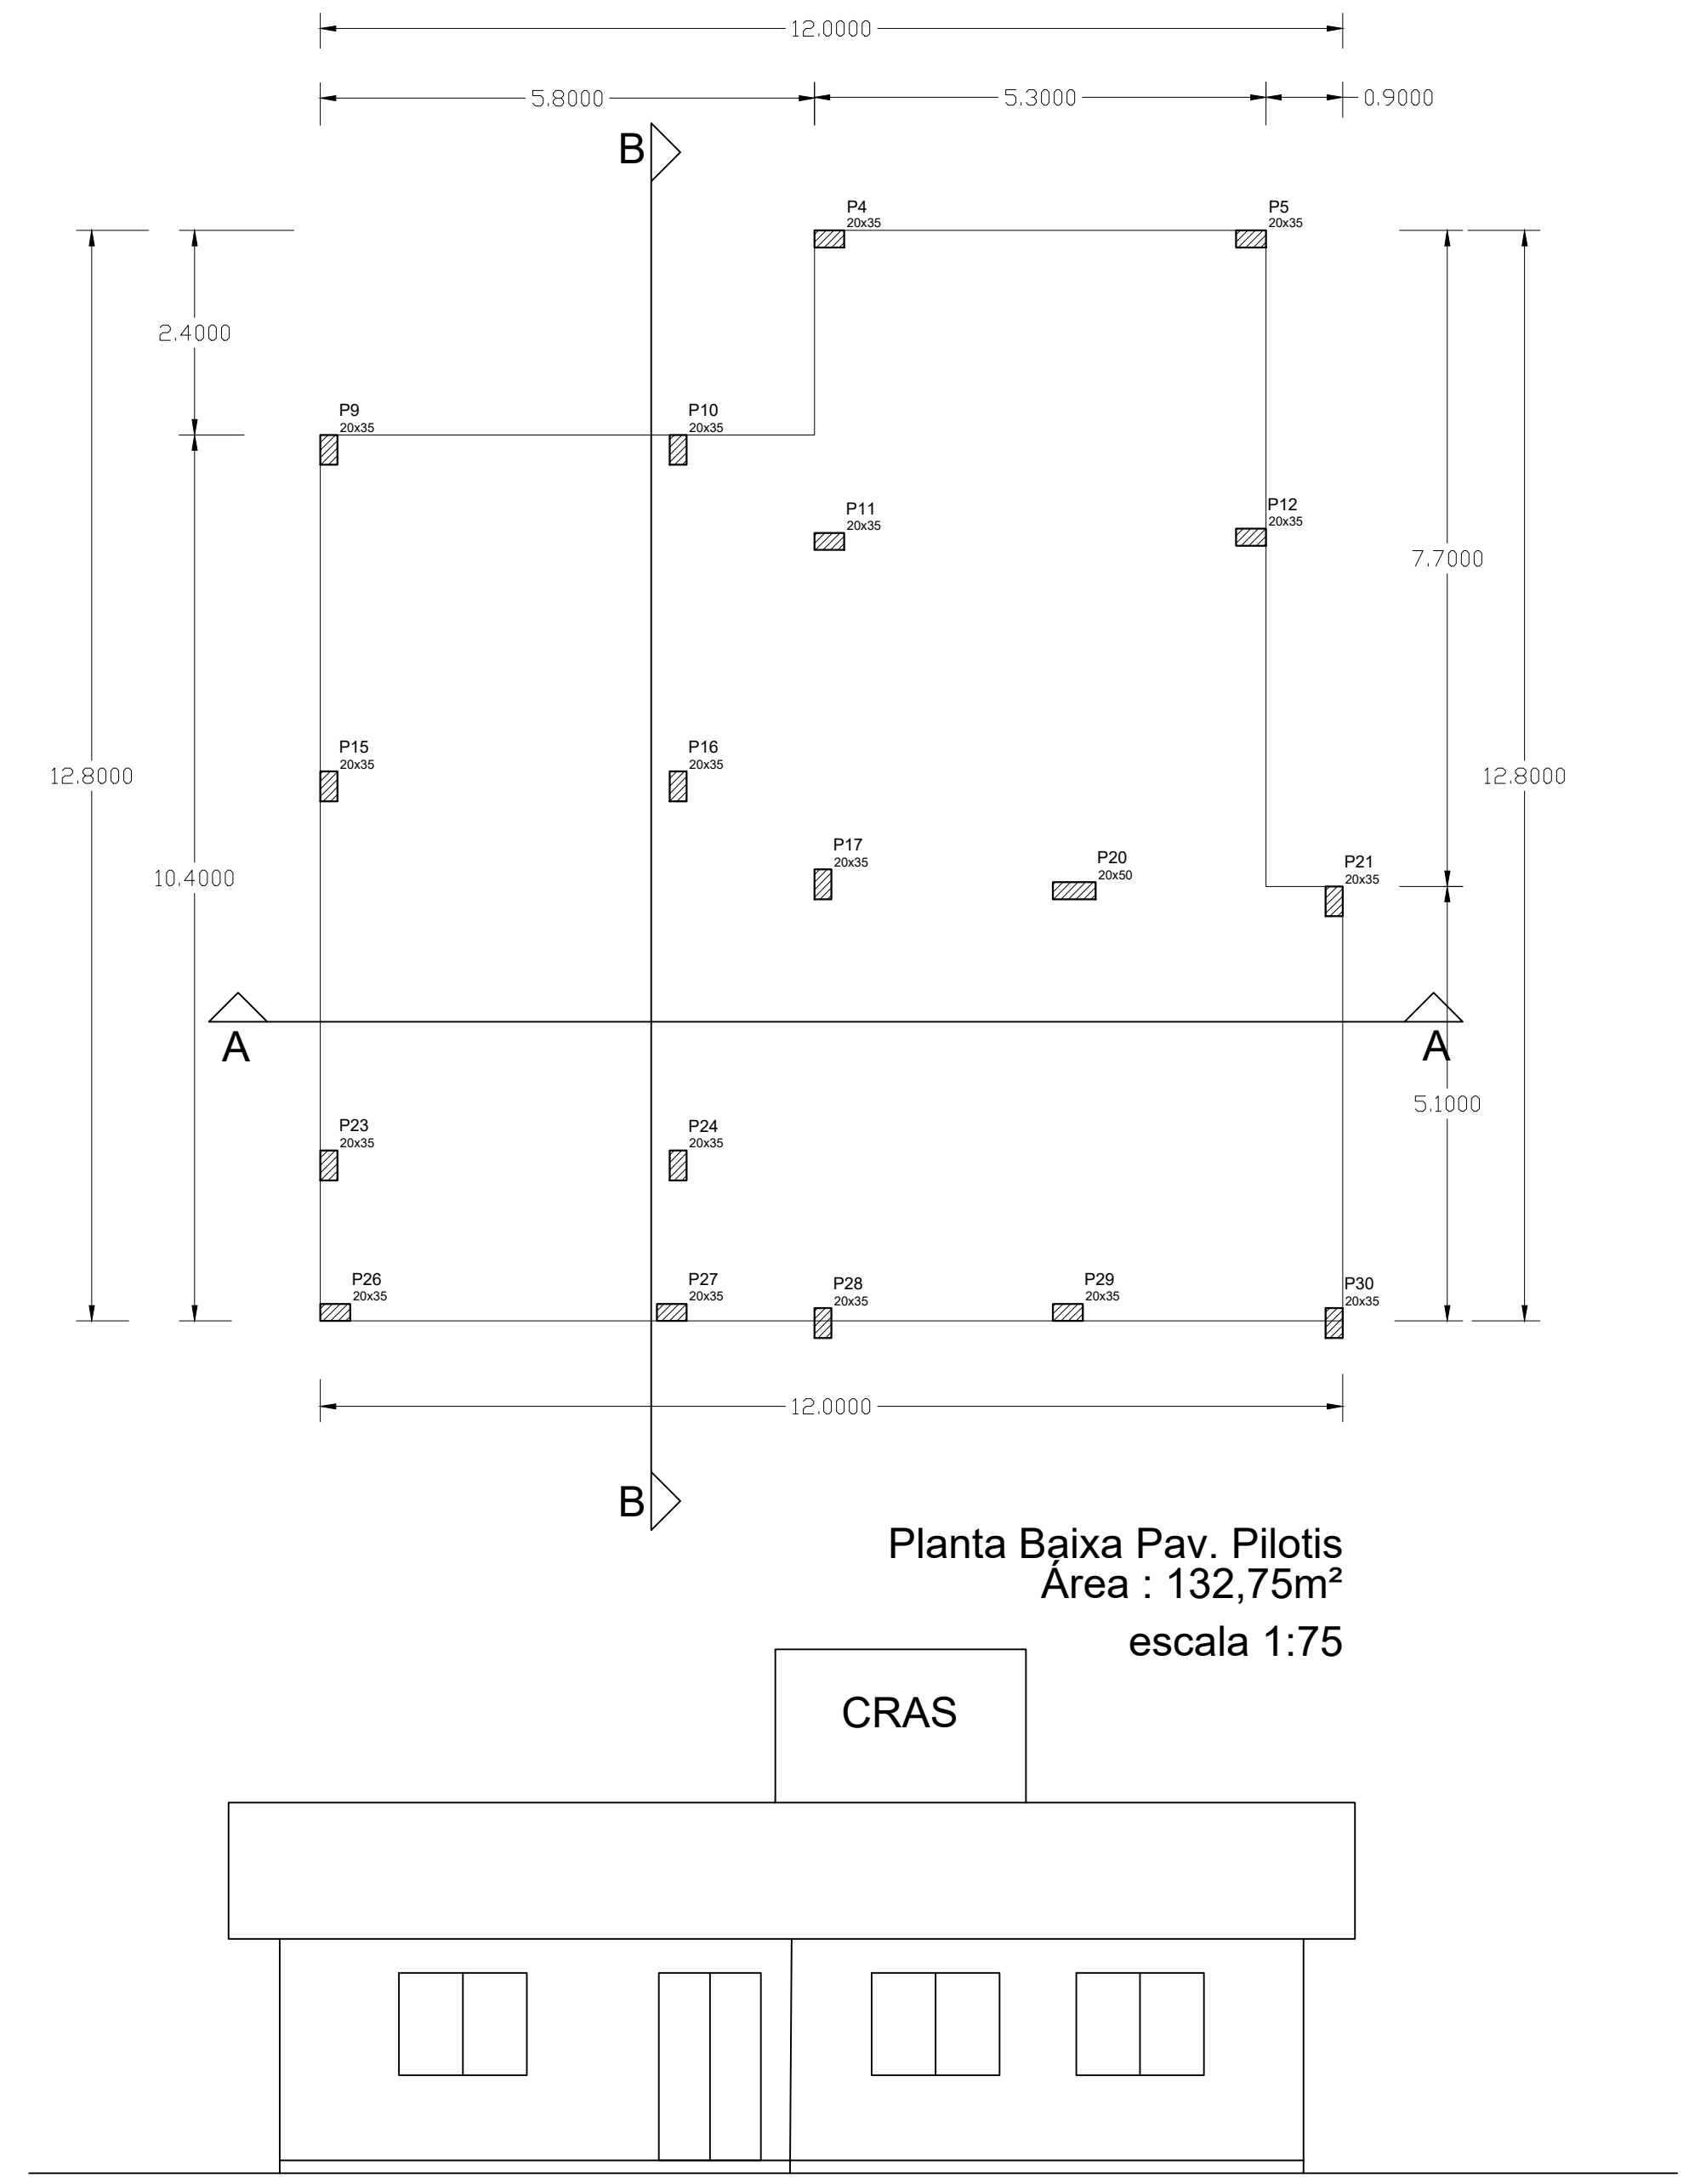 12.0000
5.8000
5.3000
0.9000
B
P4
20x35
P5
20x35
2.4000
P9
20x35
P10
20x35
P11
20x35
P12
20x35
7.7000
P15
20x35
P16
20x35
12.8000
12.8000
P17
20x35
P20
20x50
P21
20x35
10.4000
A
A
5.1000
P23
20x35
P24
20x35
P26
20x35
P27
20x35
P28
20x35
P29
20x35
P30
20x35
12.0000
B
Planta Baixa Pav. Pilotis
Área : 132,75m²
escala 1:75
CRAS